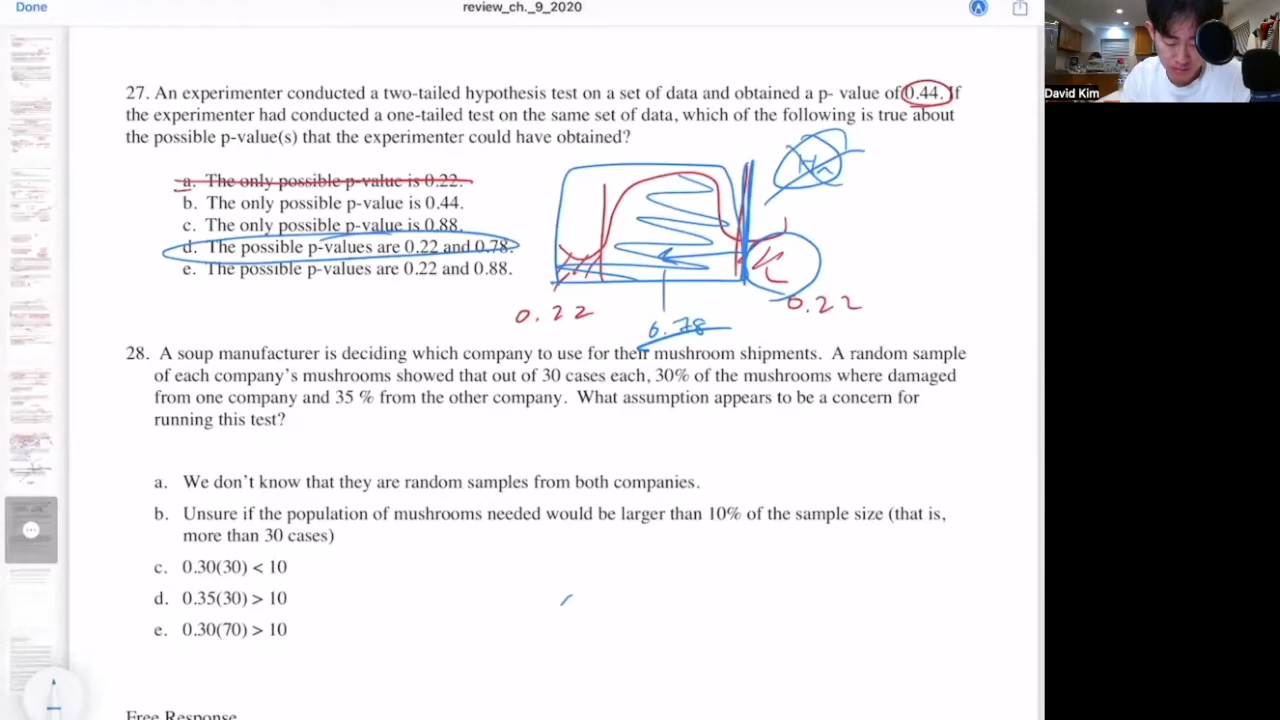 Done
review_ch._9_2020
David Kim
27. An experimenter conducted a two-tailed hypothesis test on a set of data and obtained a p- value of 0.44. If
the experimenter had conducted a one-tailed test on the same set of data, which of the following is true about
the possible p-value(s) that the experimenter could have obtained?
a. The only possible p-value is 0.22.
b. The only possible p-value is 0.44.
c. The only possible p-value is 0.88.
d. The possible p-values are 0.22 and 0.78.
e. The possible p-values are 0.22 and 0.88.
0.22
0.78
0.22
28. A soup manufacturer is deciding which company to use for their mushroom shipments. A random sample
of each company's mushrooms showed that out of 30 cases each, 30% of the mushrooms where damaged
from one company and 35 % from the other company. What assumption appears to be a concern for
running this test?
a. We don't know that they are random samples from both companies.
b. Unsure if the population of mushrooms needed would be larger than 10% of the sample size (that is,
more than 30 cases)
c. 0.30(30) < 10
d. 0.35(30) > 10
e. 0.30(70) > 10
Free Response